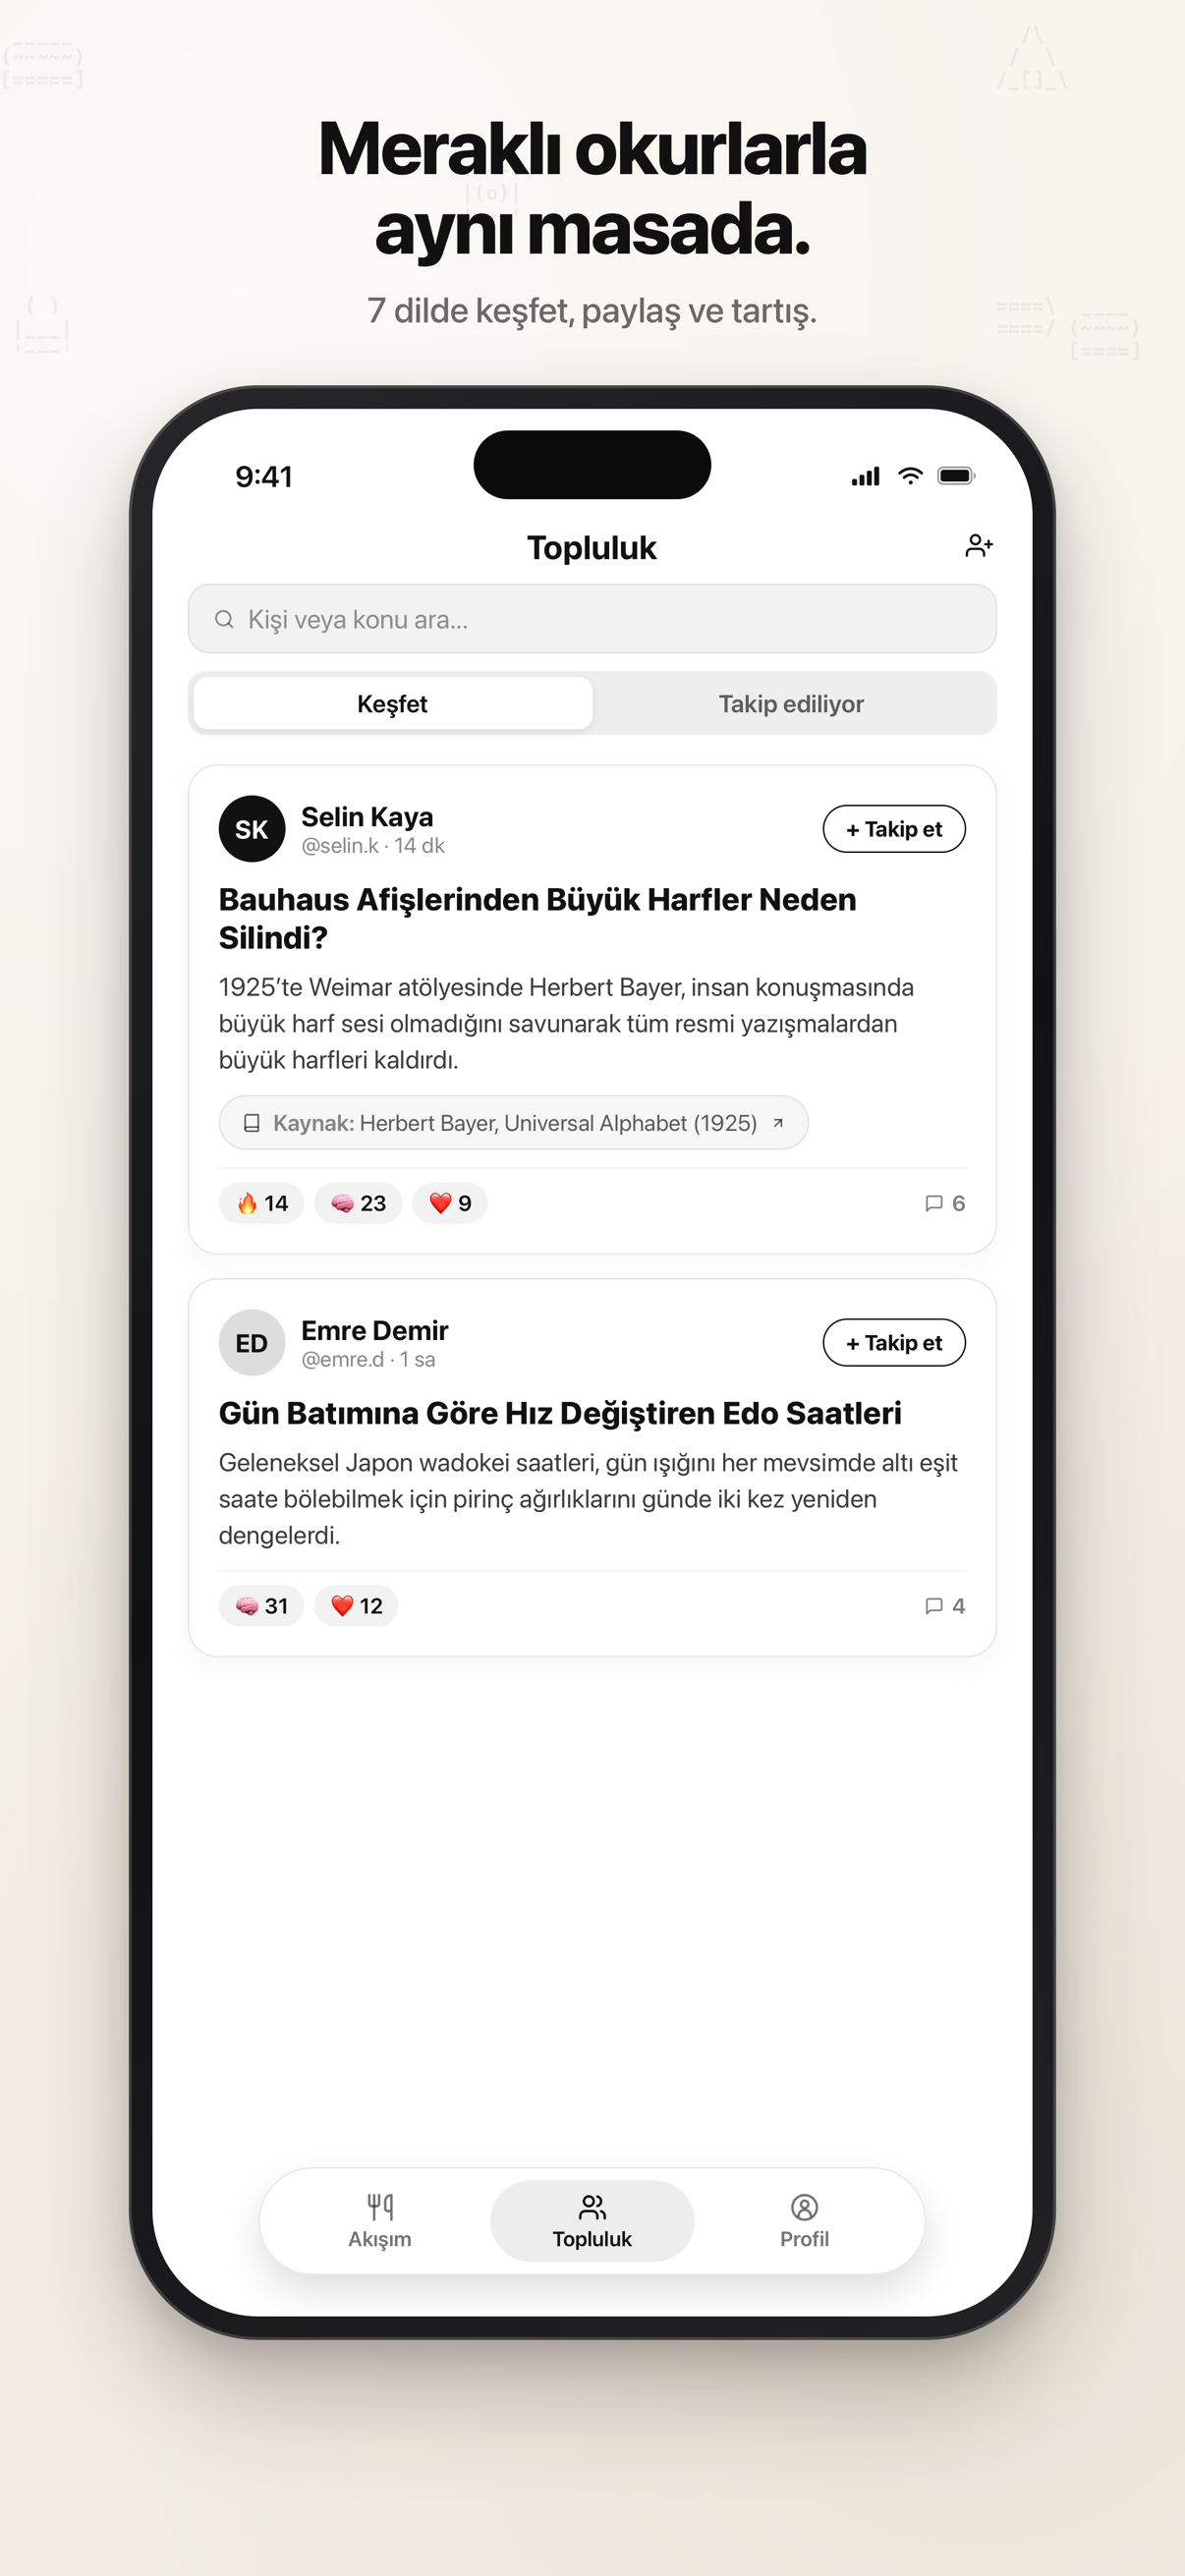 Meraklı okurlarla
aynı masada.
7 dilde keşfet, paylaş ve tartış.
9:41
Topluluk
Kişi veya konu ara...
Keşfet
Takip ediliyor
SK
Selin Kaya
@selin.k · 14 dk
+ Takip et
Bauhaus Afişlerinden Büyük Harfler Neden
Silindi?
1925’te Weimar atölyesinde Herbert Bayer, insan konuşmasında
büyük harf sesi olmadığını savunarak tüm resmi yazışmalardan
büyük harfleri kaldırdı.
Kaynak: Herbert Bayer, Universal Alphabet (1925)
🔥 14
🧠 23
❤️ 9
6
ED
Emre Demir
@emre.d · 1 sa
+ Takip et
Gün Batımına Göre Hız Değiştiren Edo Saatleri
Geleneksel Japon wadokei saatleri, gün ışığını her mevsimde altı eşit
saate bölebilmek için pirinç ağırlıklarını günde iki kez yeniden
dengelerdi.
🧠 31
❤️ 12
4
Akışım
Topluluk
Profil